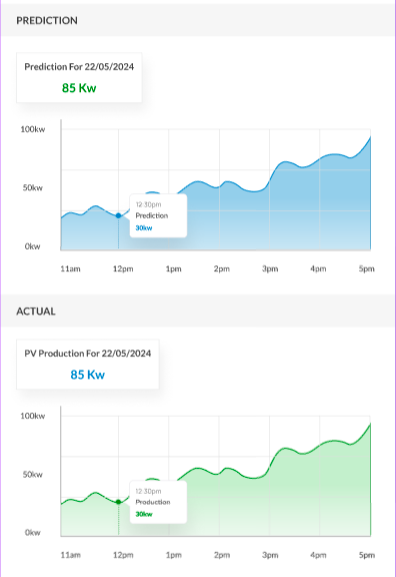 PREDICTION
Prediction For 22/05/2024
85 Kw
100kw
50kw
0kw
12:30pm
Prediction
30kw
11am 12pm 1pm 2pm 3pm 4pm 5pm
ACTUAL
PV Production For 22/05/2024
85 Kw
100kw
50kw
0kw
12:30pm
Production
30kw
11am 12pm 1pm 2pm 3pm 4pm 5pm